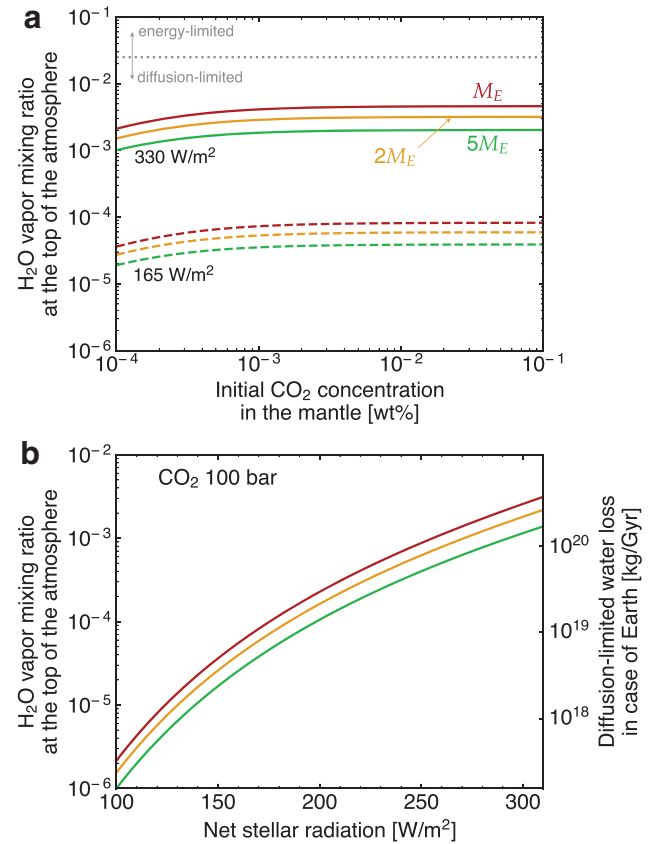 a
H₂O vapor mixing ratio
at the top of the atmosphere
10⁻¹
10⁻²
10⁻³
10⁻⁴
10⁻⁵
10⁻⁶
energy-limited
diffusion-limited
M_E
2M_E
5M_E
330 W/m²
165 W/m²
10⁻⁴
10⁻³
10⁻²
10⁻¹
Initial CO₂ concentration
in the mantle [wt%]
b
H₂O vapor mixing ratio
at the top of the atmosphere
10⁻²
10⁻³
10⁻⁴
10⁻⁵
10⁻⁶
CO₂ 100 bar
10²⁰
10¹⁹
10¹⁸
Diffusion-limited water loss
in case of Earth [kg/Gyr]
100
150
200
250
300
Net stellar radiation [W/m²]